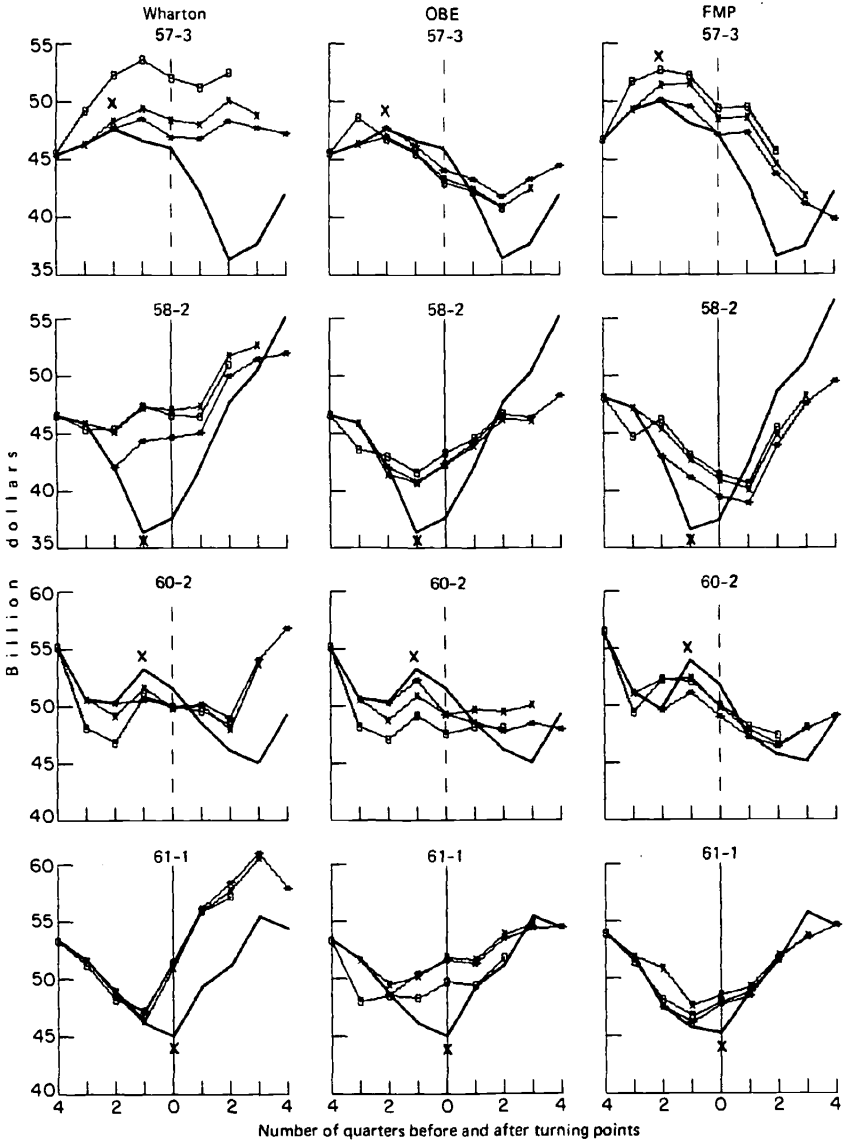 Wharton OBE FMP
57-3 57-3 57-3
55
50
45
40
35
58-2 58-2 58-2
55
50
45
40
35
Billion dollars
60-2 60-2 60-2
60
55
50
45
40
61-1 61-1 61-1
60
55
50
45
40
4 2 0 2 4 4 2 0 2 4 4 2 0 2 4
Number of quarters before and after turning points